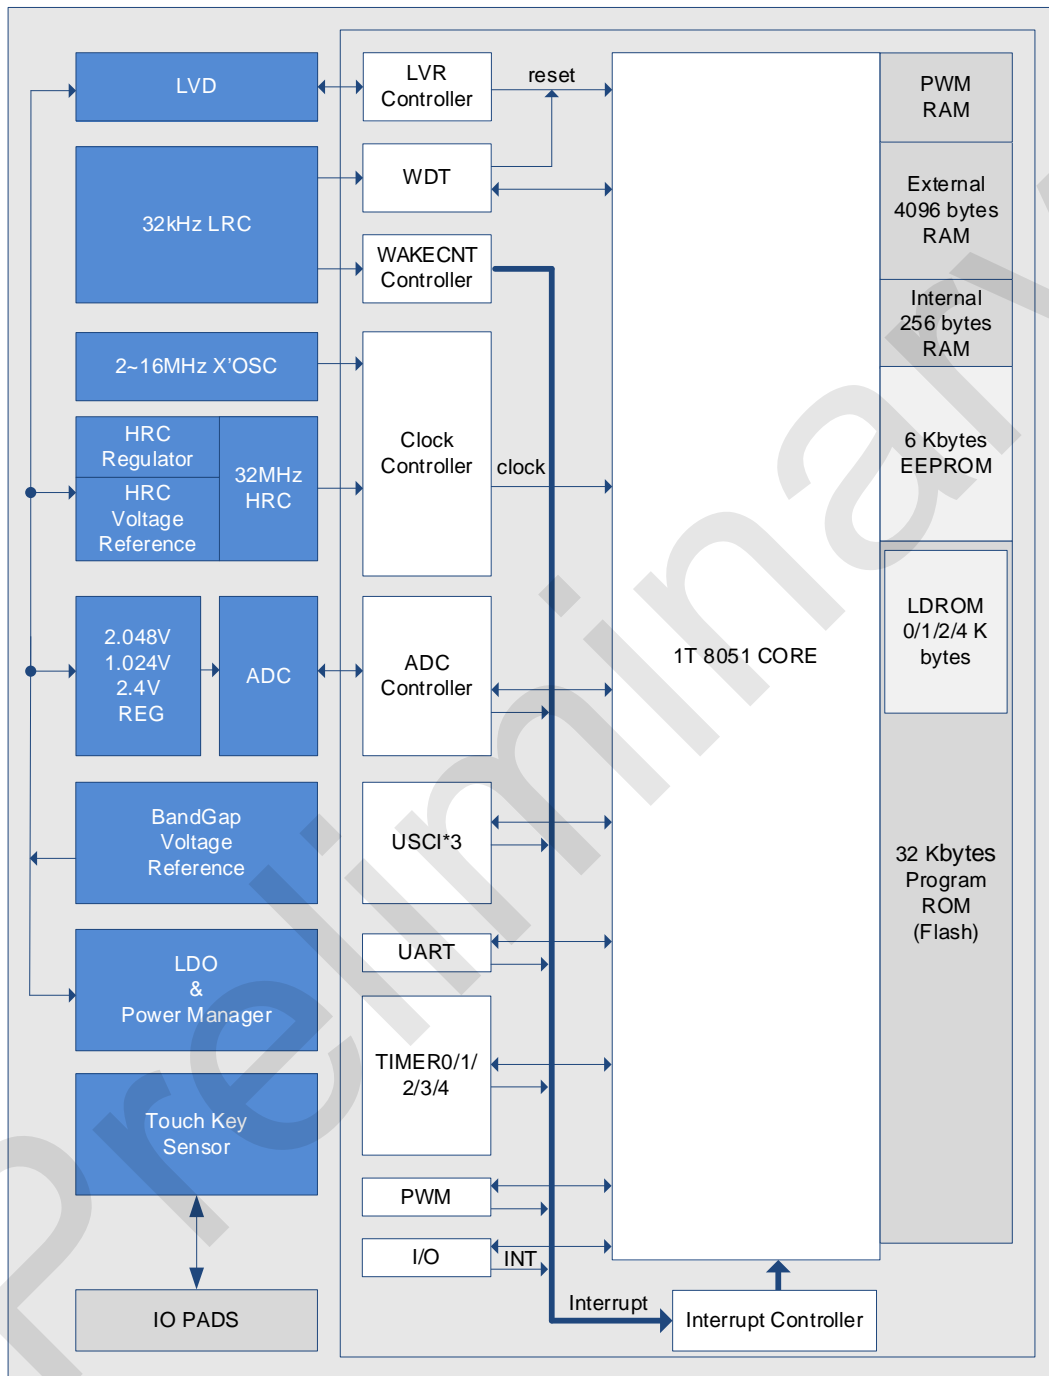 LVD
LVR
Controller
reset
PWM
RAM
32kHz LRC
WDT
External
4096 bytes
RAM
WAKECNT
Controller
Internal
256 bytes
RAM
2~16MHz X'OSC
HRC
Regulator
HRC
Voltage
Reference
32MHz
HRC
Clock
Controller
clock
6 Kbytes
EEPROM
2.048V
1.024V
2.4V
REG
ADC
ADC
Controller
1T 8051 CORE
LDROM
0/1/2/4 K
bytes
BandGap
Voltage
Reference
USCI*3
32 Kbytes
Program
ROM
(Flash)
UART
LDO
&
Power Manager
TIMER0/1/
2/3/4
Touch Key
Sensor
PWM
I/O
INT
IO PADS
Interrupt
Interrupt Controller
Preliminary